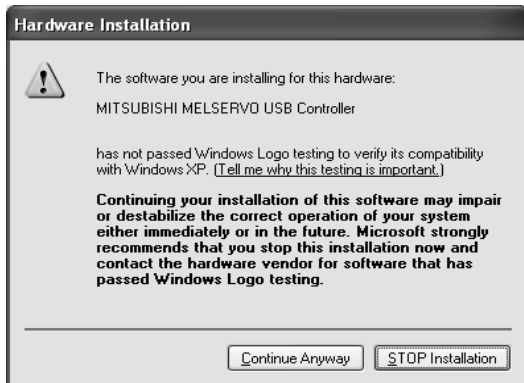 Hardware Installation
The software you are installing for this hardware:
MITSUBISHI MELSERVO USB Controller
has not passed Windows Logo testing to verify its compatibility
with Windows XP. (Tell me why this testing is important.)
Continuing your installation of this software may impair
or destabilize the correct operation of your system
either immediately or in the future. Microsoft strongly
recommends that you stop this installation now and
contact the hardware vendor for software that has
passed Windows Logo testing.
Continue Anyway
STOP Installation